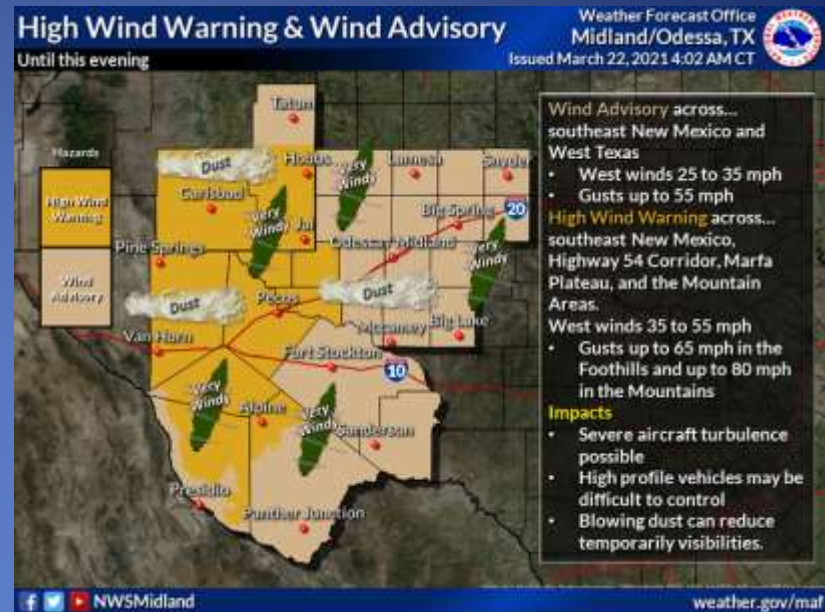 High Wind Warning & Wind Advisory
Until this evening
Weather Forecast Office
Midland/Odessa, TX
Issued March 22, 2021 4:02 AM CT
Hazards
High Wind
Warning
Wind
Advisory
Tatum
Dust
Hobbs
Very
Windy
Lamesa
Snyder
Carlsbad
Very
Windy
Jal
Big Spring
20
Pine Springs
Odessa/Midland
Very
Windy
Dust
Pecos
Dust
Van Horn
Mccamey
Big Lake
Fort Stockton
10
Very
Windy
Alpine
Very
Windy
Sanderson
Presidio
Panther Junction
Wind Advisory across...
southeast New Mexico and
West Texas
• West winds 25 to 35 mph
• Gusts up to 55 mph
High Wind Warning across...
southeast New Mexico,
Highway 54 Corridor, Marfa
Plateau, and the Mountain
Areas.
West winds 35 to 55 mph
• Gusts up to 65 mph in the
Foothills and up to 80 mph
in the Mountains
Impacts
• Severe aircraft turbulence
possible
• High profile vehicles may be
difficult to control
• Blowing dust can reduce
temporarily visibilities.
NWSMidland
weather.gov/maf